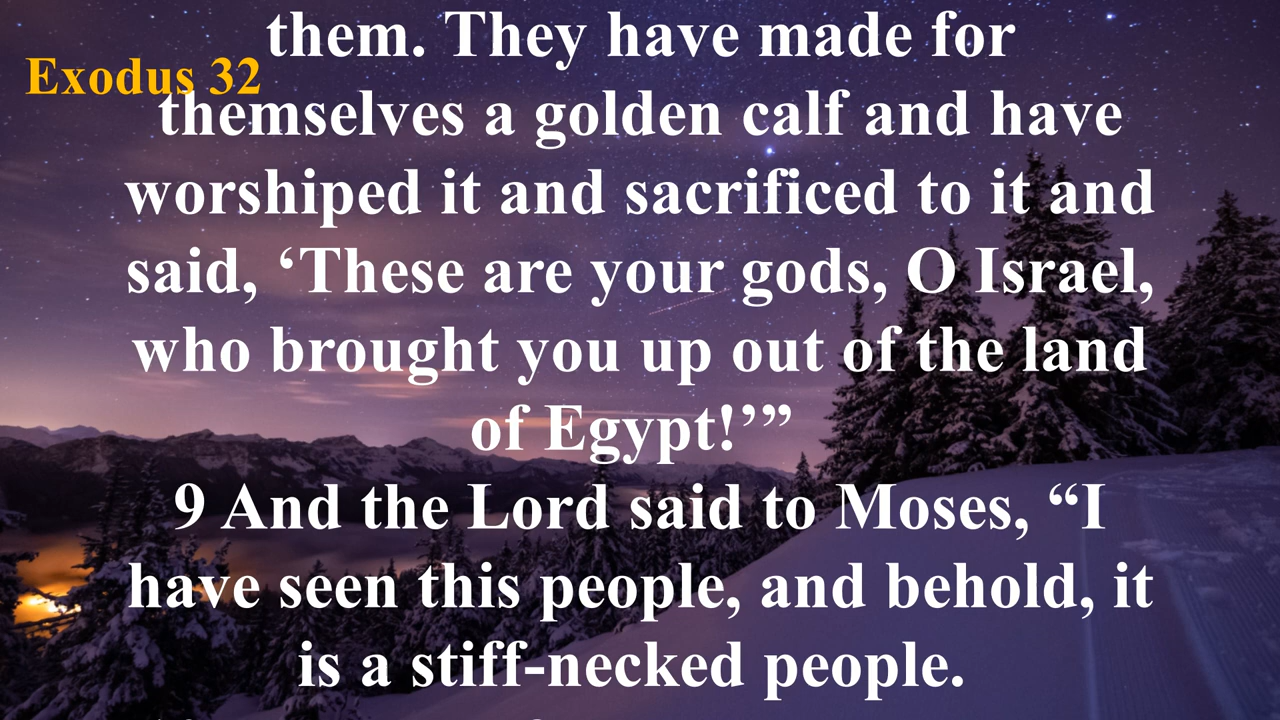 them. They have made for
Exodus 32
themselves a golden calf and have
worshiped it and sacrificed to it and
said, ‘These are your gods, O Israel,
who brought you up out of the land
of Egypt!’”
9 And the Lord said to Moses, “I
have seen this people, and behold, it
is a stiff-necked people.